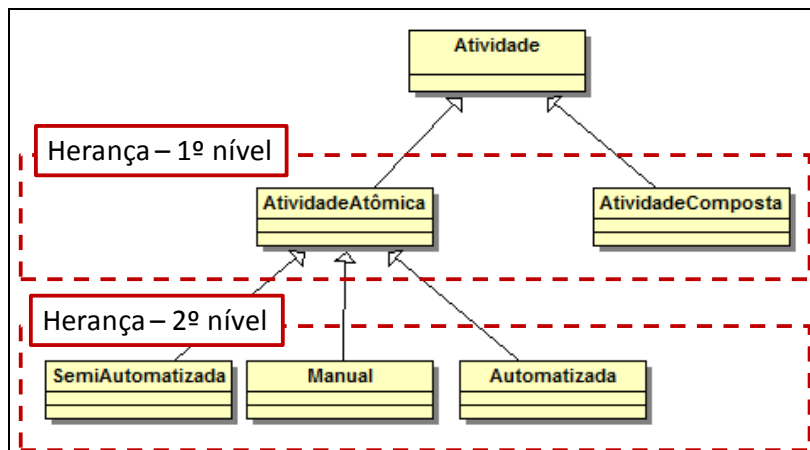 Atividade
Herança – 1º nível
AtividadeAtômica
AtividadeComposta
Herança – 2º nível
SemiAutomatizada
Manual
Automatizada